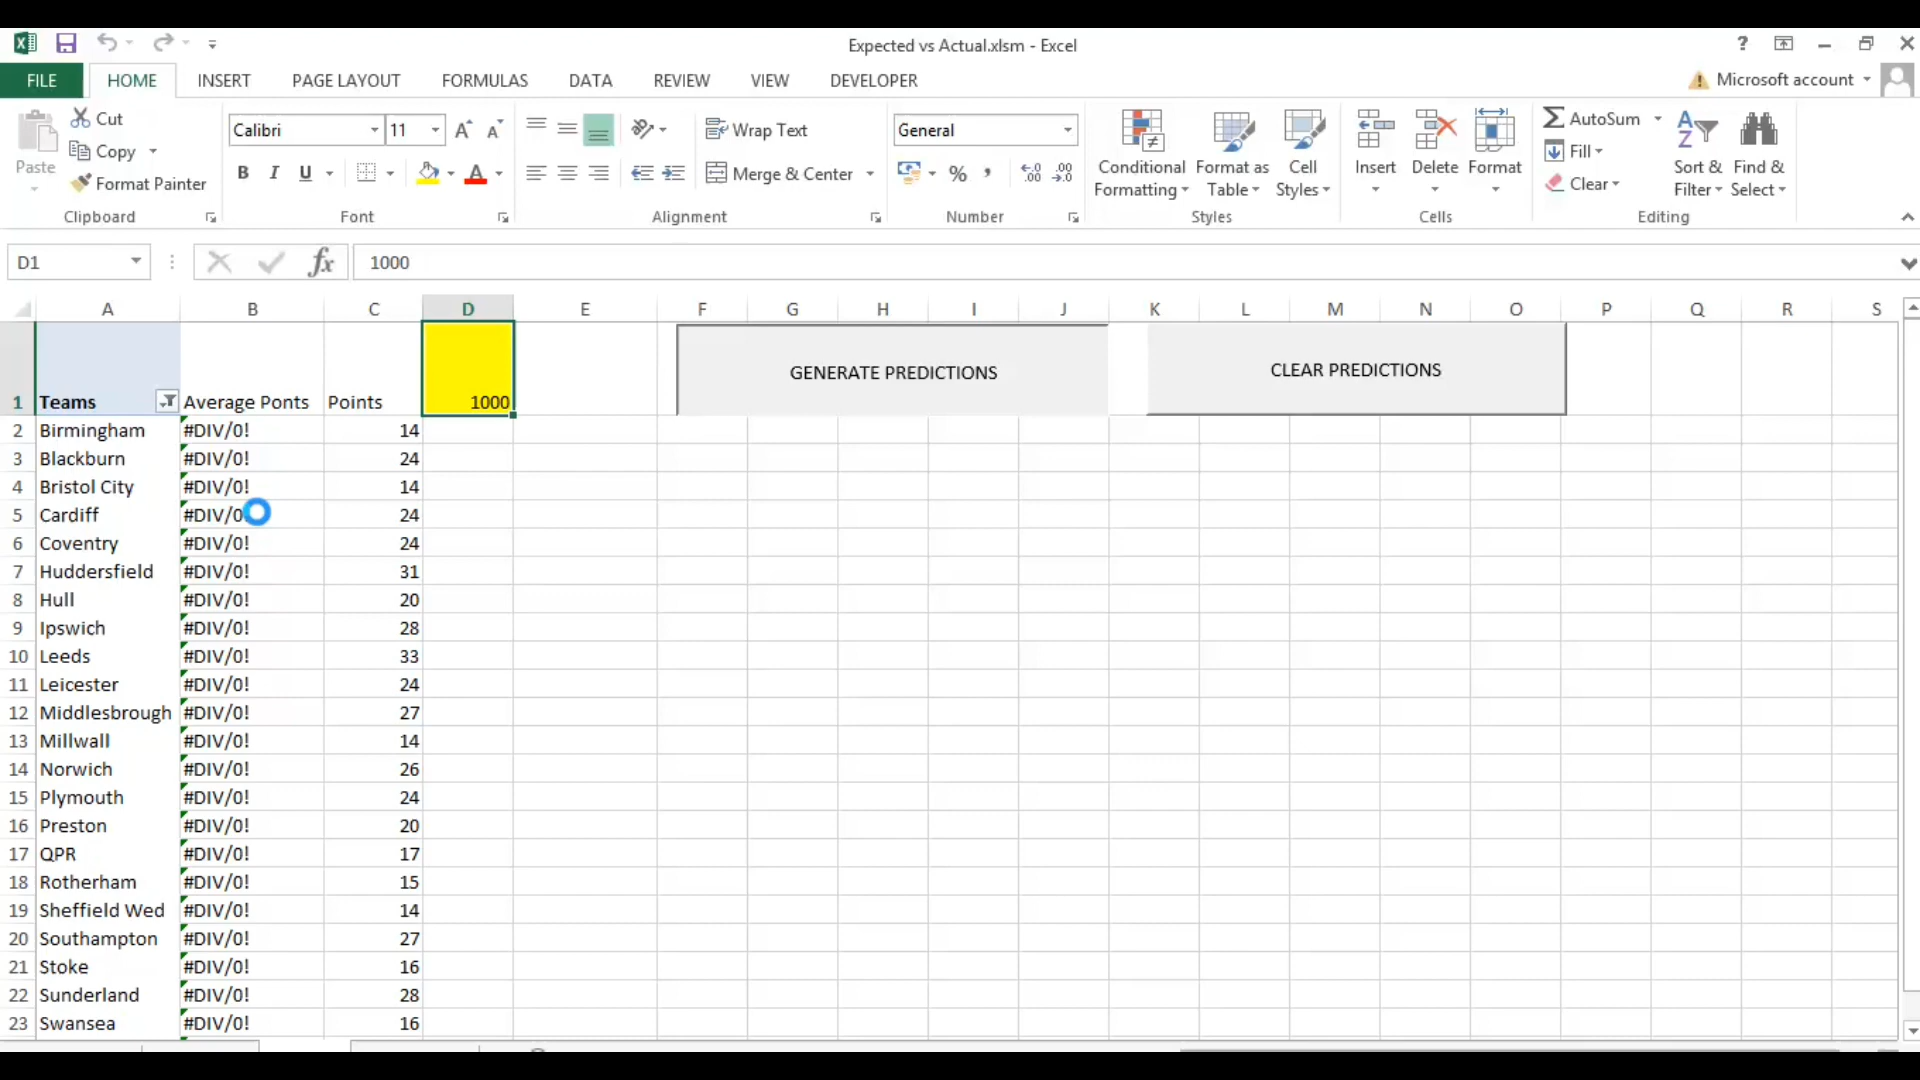 Expected vs Actual.xlsm - Excel
?
FILE HOME INSERT PAGE LAYOUT FORMULAS DATA REVIEW VIEW DEVELOPER Microsoft account
Paste
Cut
Copy
Format Painter
Clipboard
Calibri 11
B I U
Font
Wrap Text
Merge & Center
Alignment
General
%
Number
Conditional Formatting
Format as Table
Cell Styles
Styles
Insert
Delete
Format
Cells
AutoSum
Fill
Clear
Sort & Filter
Find & Select
Editing
D1 fx 1000
A B C D E F G H I J K L M N O P Q R S
1 Teams Average Ponts Points 1000
GENERATE PREDICTIONS
CLEAR PREDICTIONS
2 Birmingham #DIV/0! 14
3 Blackburn #DIV/0! 24
4 Bristol City #DIV/0! 14
5 Cardiff #DIV/0 24
6 Coventry #DIV/0! 24
7 Huddersfield #DIV/0! 31
8 Hull #DIV/0! 20
9 Ipswich #DIV/0! 28
10 Leeds #DIV/0! 33
11 Leicester #DIV/0! 24
12 Middlesbrough #DIV/0! 27
13 Millwall #DIV/0! 14
14 Norwich #DIV/0! 26
15 Plymouth #DIV/0! 24
16 Preston #DIV/0! 20
17 QPR #DIV/0! 17
18 Rotherham #DIV/0! 15
19 Sheffield Wed #DIV/0! 14
20 Southampton #DIV/0! 27
21 Stoke #DIV/0! 16
22 Sunderland #DIV/0! 28
23 Swansea #DIV/0! 16